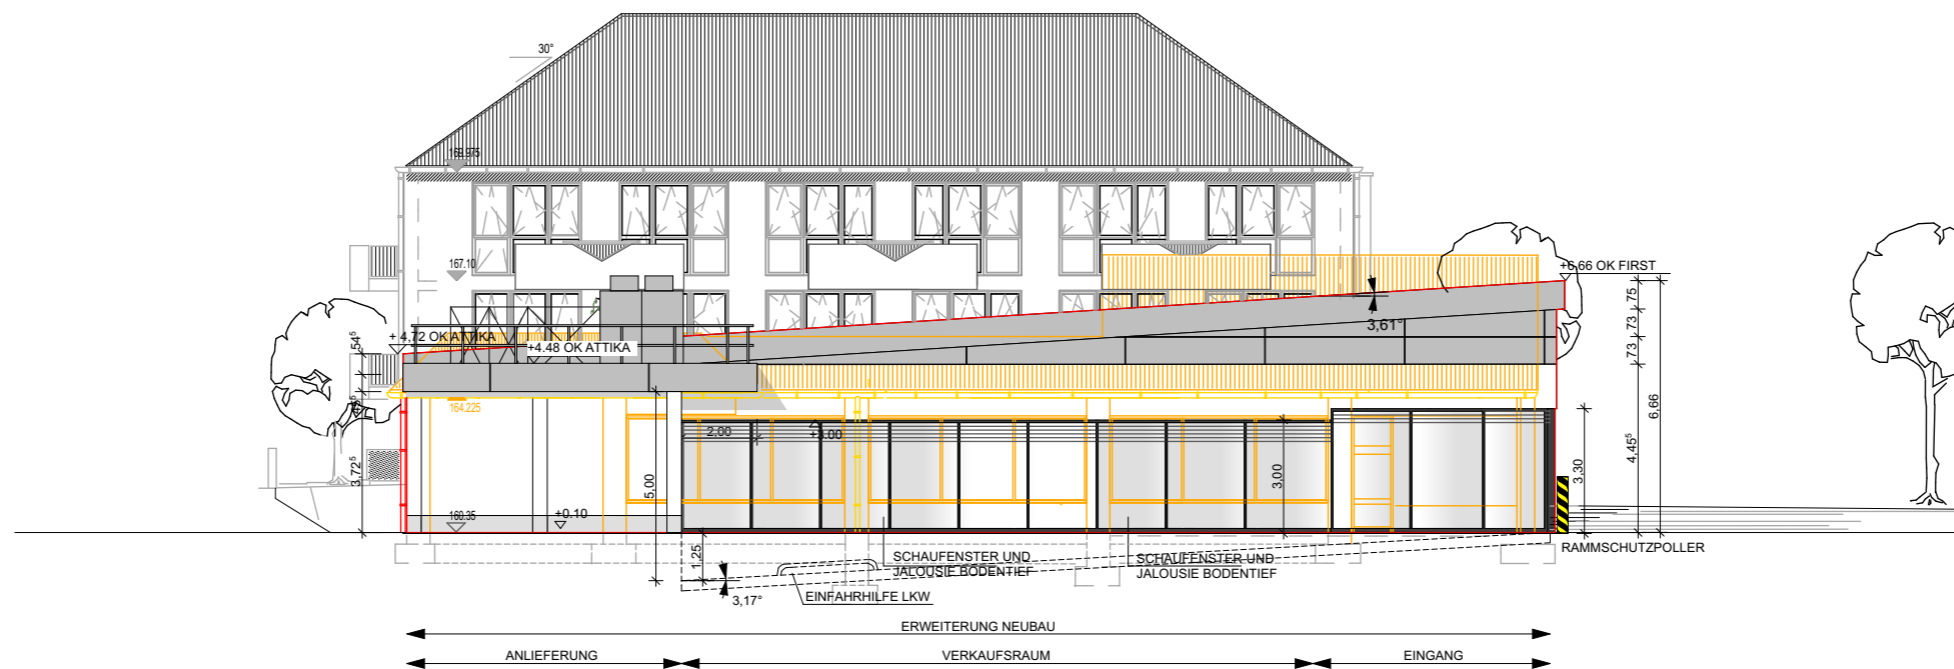 30°
169.975
167.10
+6,66 OK FIRST
75
3,61°
73
+ 4,72 OK ATTIKA
54⁵
+4.48 OK ATTIKA
73
6,66
164.225
2,00
+3.00
4,45⁵
3,72⁵
5,00
3,00
3,30
160.35
+0.10
1,25
SCHAUFENSTER UND
JALOUSIE BODENTIEF
SCHAUFENSTER UND
JALOUSIE BODENTIEF
RAMMSCHUTZPOLLER
3,17°
EINFAHRHILFE LKW
ERWEITERUNG NEUBAU
ANLIEFERUNG
VERKAUFSRAUM
EINGANG